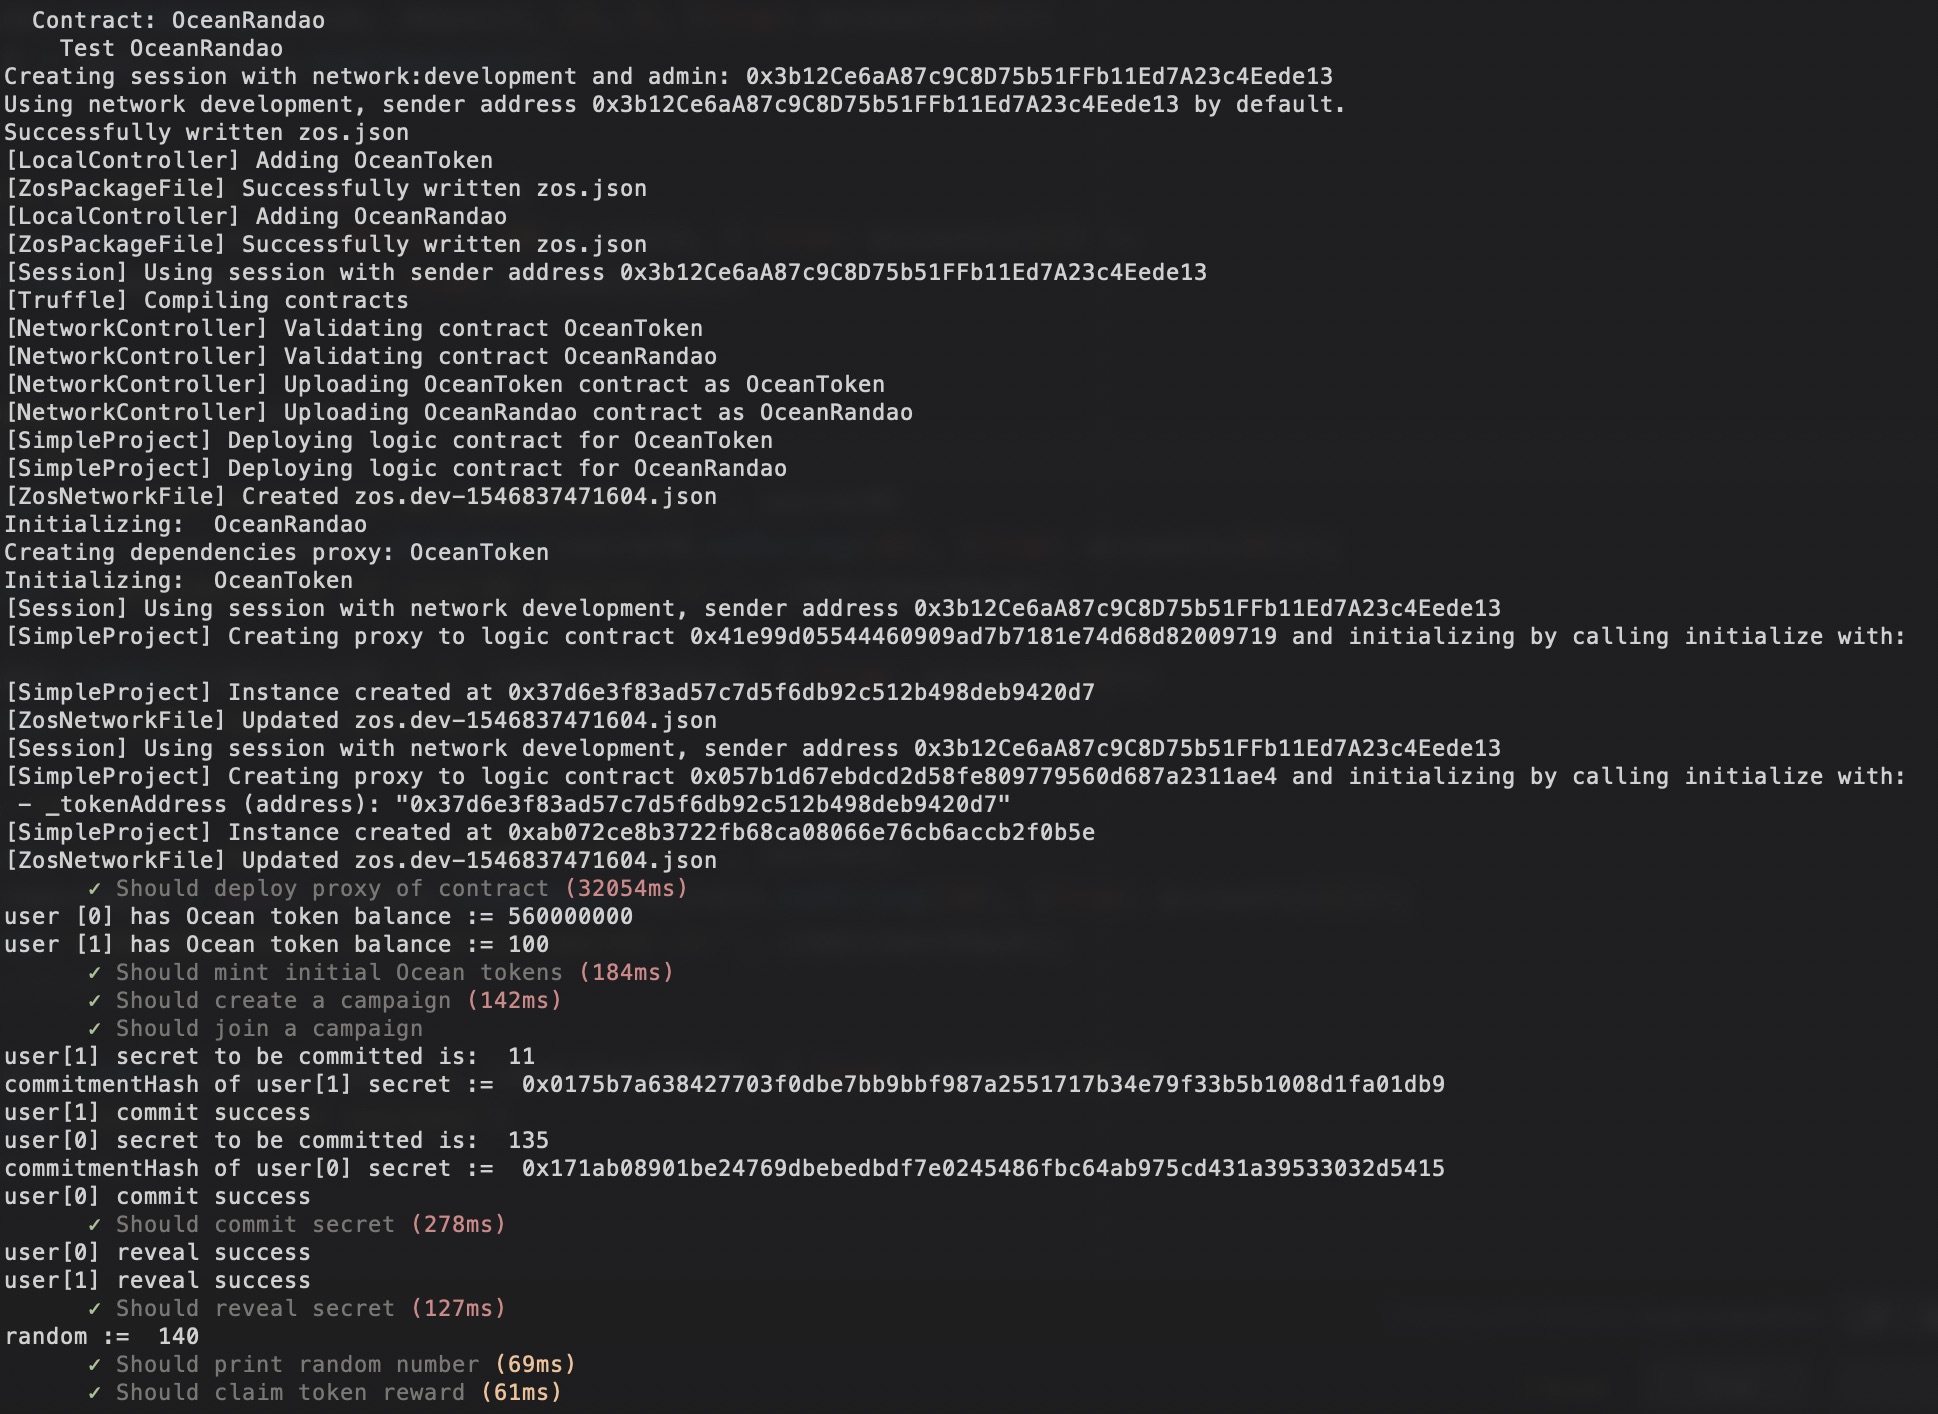 Contract: OceanRandao
Test OceanRandao
Creating session with network:development and admin: 0x3b12Ce6aA87c9C8D75b51FFb11Ed7A23c4Eede13
Using network development, sender address 0x3b12Ce6aA87c9C8D75b51FFb11Ed7A23c4Eede13 by default.
Successfully written zos.json
[LocalController] Adding OceanToken
[ZosPackageFile] Successfully written zos.json
[LocalController] Adding OceanRandao
[ZosPackageFile] Successfully written zos.json
[Session] Using session with sender address 0x3b12Ce6aA87c9C8D75b51FFb11Ed7A23c4Eede13
[Truffle] Compiling contracts
[NetworkController] Validating contract OceanToken
[NetworkController] Validating contract OceanRandao
[NetworkController] Uploading OceanToken contract as OceanToken
[NetworkController] Uploading OceanRandao contract as OceanRandao
[SimpleProject] Deploying logic contract for OceanToken
[SimpleProject] Deploying logic contract for OceanRandao
[ZosNetworkFile] Created zos.dev-1546837471604.json
Initializing:  OceanRandao
Creating dependencies proxy: OceanToken
Initializing:  OceanToken
[Session] Using session with network development, sender address 0x3b12Ce6aA87c9C8D75b51FFb11Ed7A23c4Eede13
[SimpleProject] Creating proxy to logic contract 0x41e99d05544460909ad7b7181e74d68d82009719 and initializing by calling initialize with:
[SimpleProject] Instance created at 0x37d6e3f83ad57c7d5f6db92c512b498deb9420d7
[ZosNetworkFile] Updated zos.dev-1546837471604.json
[Session] Using session with network development, sender address 0x3b12Ce6aA87c9C8D75b51FFb11Ed7A23c4Eede13
[SimpleProject] Creating proxy to logic contract 0x057b1d67ebdcd2d58fe809779560d687a2311ae4 and initializing by calling initialize with:
- _tokenAddress (address): "0x37d6e3f83ad57c7d5f6db92c512b498deb9420d7"
[SimpleProject] Instance created at 0xab072ce8b3722fb68ca08066e76cb6accb2f0b5e
[ZosNetworkFile] Updated zos.dev-1546837471604.json
✓ Should deploy proxy of contract (32054ms)
user [0] has Ocean token balance := 560000000
user [1] has Ocean token balance := 100
✓ Should mint initial Ocean tokens (184ms)
✓ Should create a campaign (142ms)
✓ Should join a campaign
user[1] secret to be committed is:  11
commitmentHash of user[1] secret :=  0x0175b7a638427703f0dbe7bb9bbf987a2551717b34e79f33b5b1008d1fa01db9
user[1] commit success
user[0] secret to be committed is:  135
commitmentHash of user[0] secret :=  0x171ab08901be24769dbebedbdf7e0245486fbc64ab975cd431a39533032d5415
user[0] commit success
✓ Should commit secret (278ms)
user[0] reveal success
user[1] reveal success
✓ Should reveal secret (127ms)
random :=  140
✓ Should print random number (69ms)
✓ Should claim token reward (61ms)